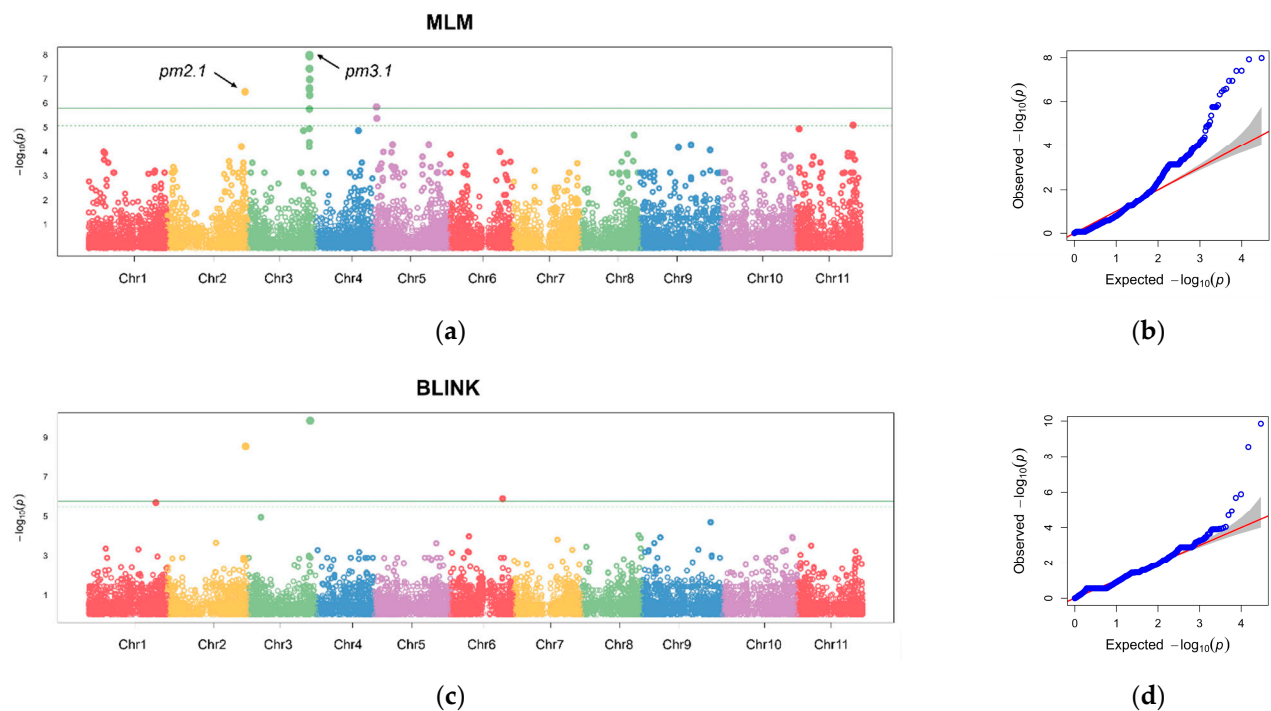 MLM
pm2.1
pm3.1
8
7
6
5
4
3
2
1
−log₁₀(p)
Chr1 Chr2 Chr3 Chr4 Chr5 Chr6 Chr7 Chr8 Chr9 Chr10 Chr11
(a)
8
6
4
2
0
Observed −log₁₀(p)
0 1 2 3 4
Expected −log₁₀(p)
(b)
BLINK
9
7
5
3
1
−log₁₀(p)
Chr1 Chr2 Chr3 Chr4 Chr5 Chr6 Chr7 Chr8 Chr9 Chr10 Chr11
(c)
10
8
6
4
2
0
Observed −log₁₀(p)
0 1 2 3 4
Expected −log₁₀(p)
(d)